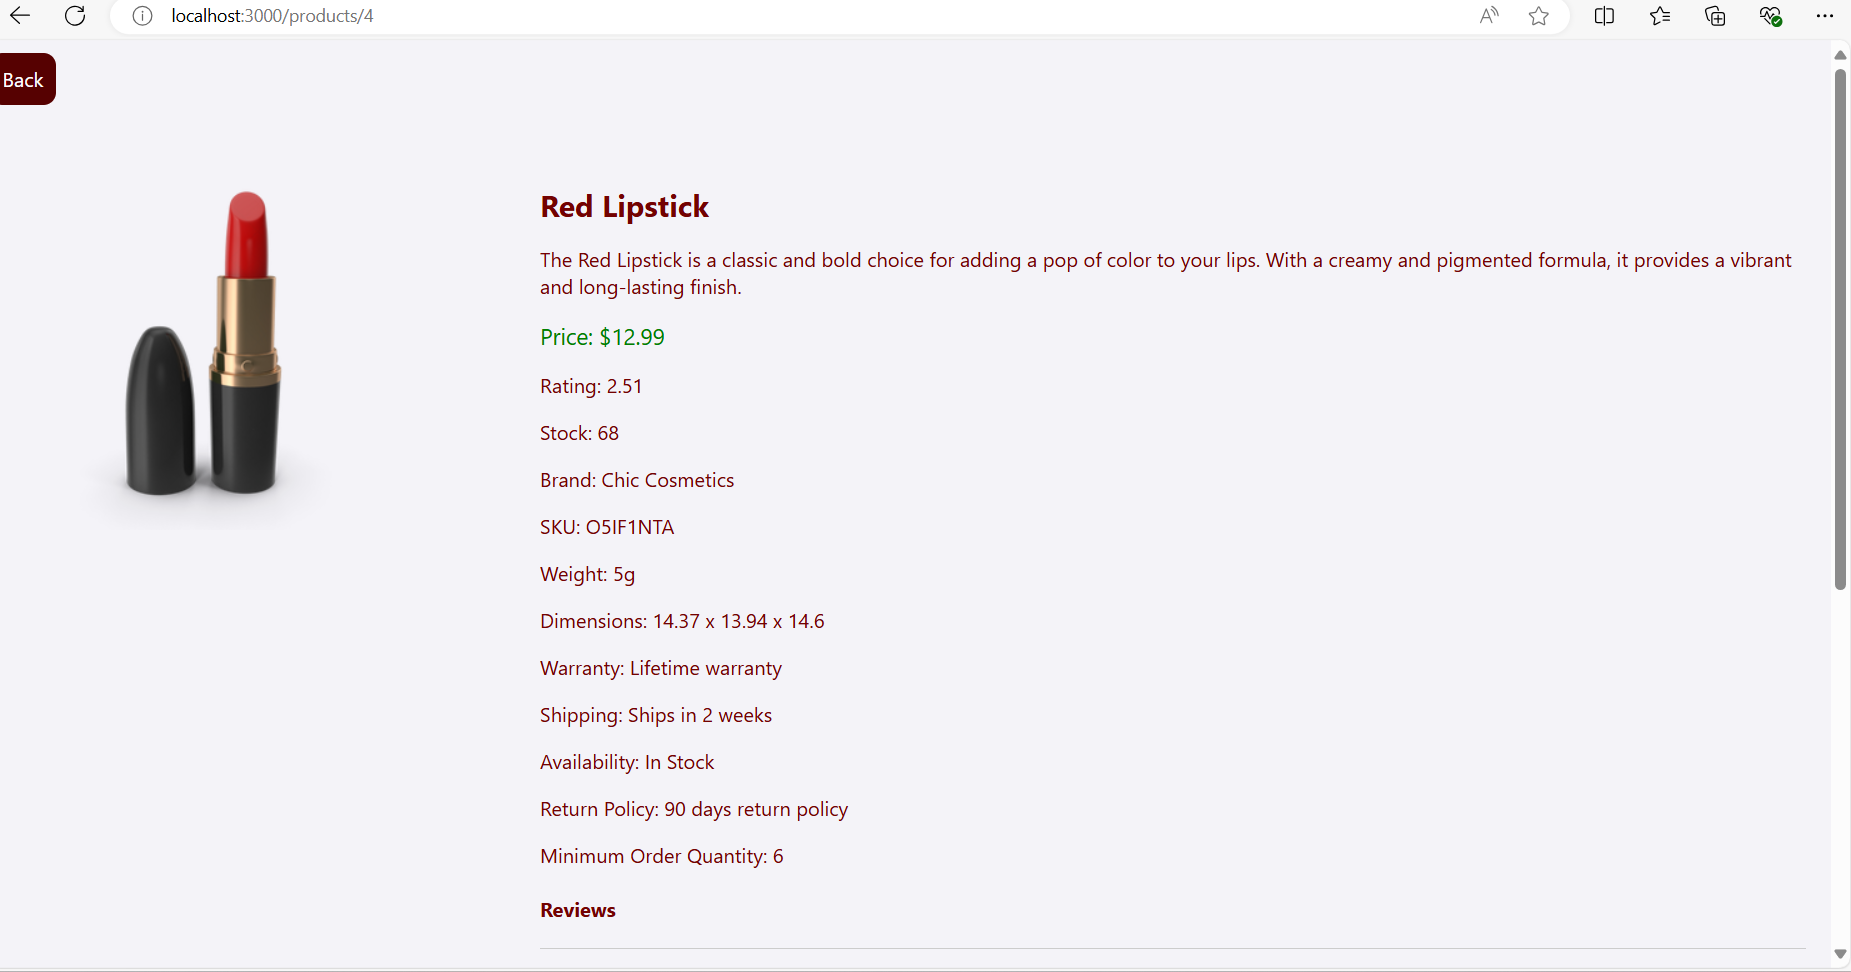 localhost:3000/products/4
Back
Red Lipstick
The Red Lipstick is a classic and bold choice for adding a pop of color to your lips. With a creamy and pigmented formula, it provides a vibrant
and long-lasting finish.
Price: $12.99
Rating: 2.51
Stock: 68
Brand: Chic Cosmetics
SKU: O5IF1NTA
Weight: 5g
Dimensions: 14.37 x 13.94 x 14.6
Warranty: Lifetime warranty
Shipping: Ships in 2 weeks
Availability: In Stock
Return Policy: 90 days return policy
Minimum Order Quantity: 6
Reviews